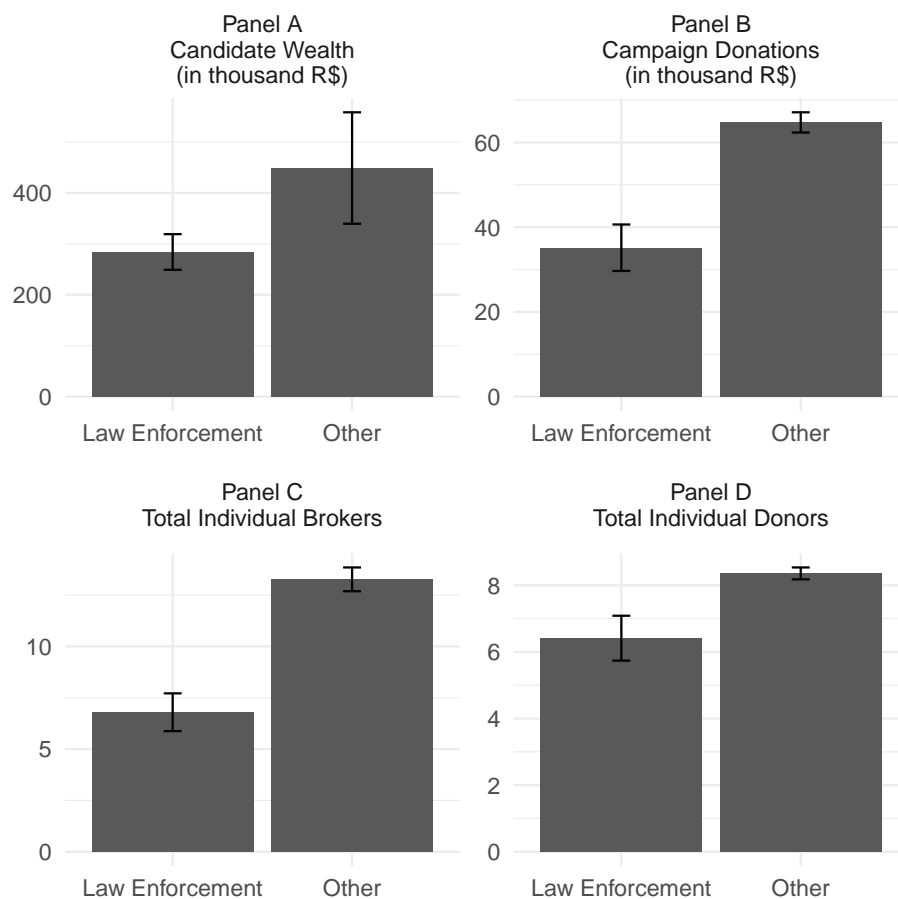 Panel A
Candidate Wealth
(in thousand R$)
400
200
0
Law Enforcement Other
Panel B
Campaign Donations
(in thousand R$)
60
40
20
0
Law Enforcement Other
Panel C
Total Individual Brokers
10
5
0
Law Enforcement Other
Panel D
Total Individual Donors
8
6
4
2
0
Law Enforcement Other